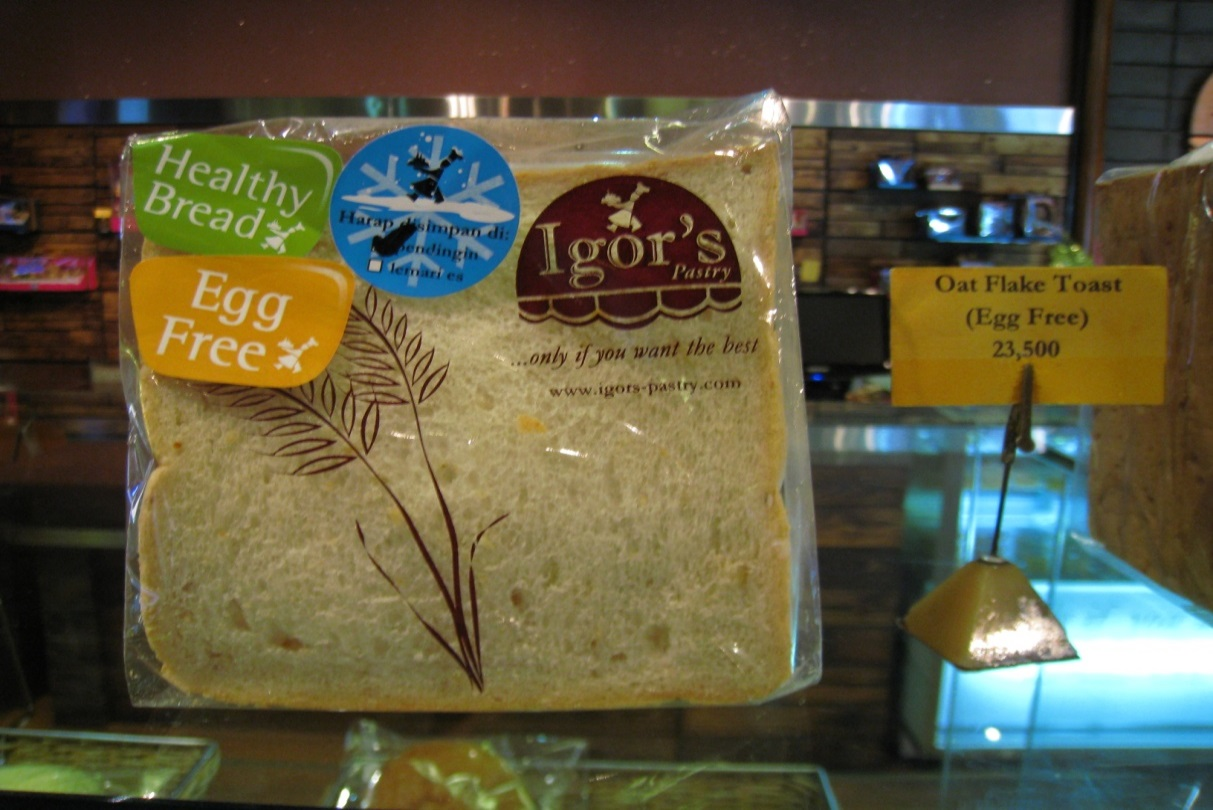 Healthy
Bread
Egg
Free
Harap disimpan di:
pendingin
lemari es
Igor's
Pastry
...only if you want the best
www.igors-pastry.com
Oat Flake Toast
(Egg Free)
23,500